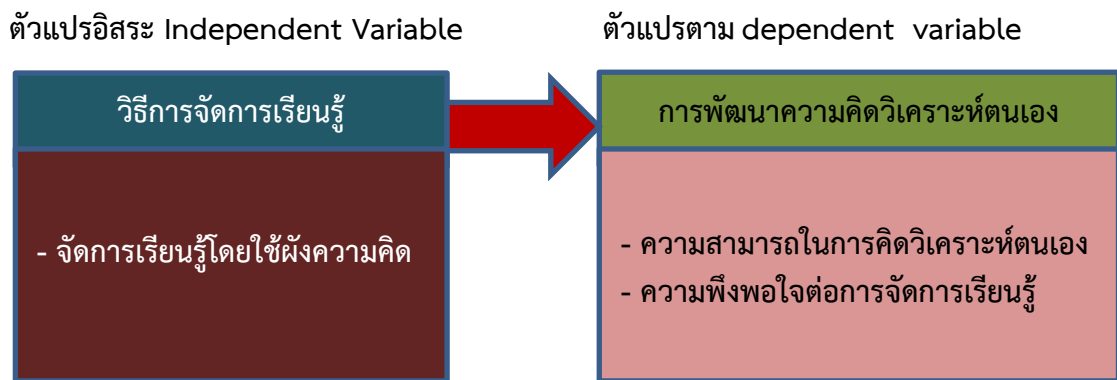 ตัวแปรอิสระ Independent Variable
ตัวแปรตาม dependent variable
วิธีการจัดการเรียนรู้
การพัฒนาความคิดวิเคราะห์ตนเอง
- จัดการเรียนรู้โดยใช้ผังความคิด
- ความสามารถในการคิดวิเคราะห์ตนเอง
- ความพึงพอใจต่อการจัดการเรียนรู้